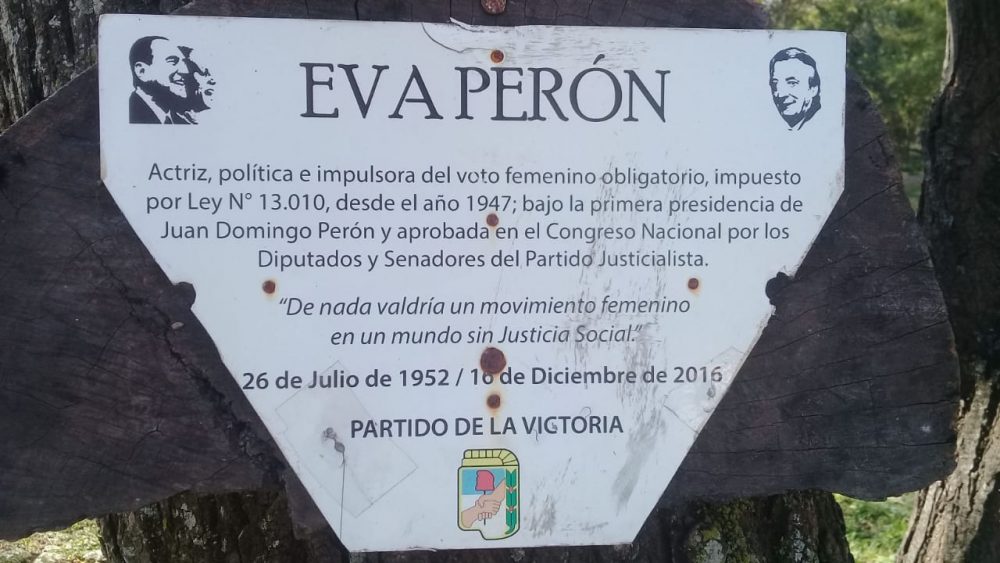 EVA PERÓN
Actriz, política e impulsora del voto femenino obligatorio, impuesto
por Ley N° 13.010, desde el año 1947; bajo la primera presidencia de
Juan Domingo Perón y aprobada en el Congreso Nacional por los
Diputados y Senadores del Partido Justicialista.
“De nada valdría un movimiento femenino
en un mundo sin Justicia Social.”
26 de Julio de 1952 / 16 de Diciembre de 2016
PARTIDO DE LA VICTORIA